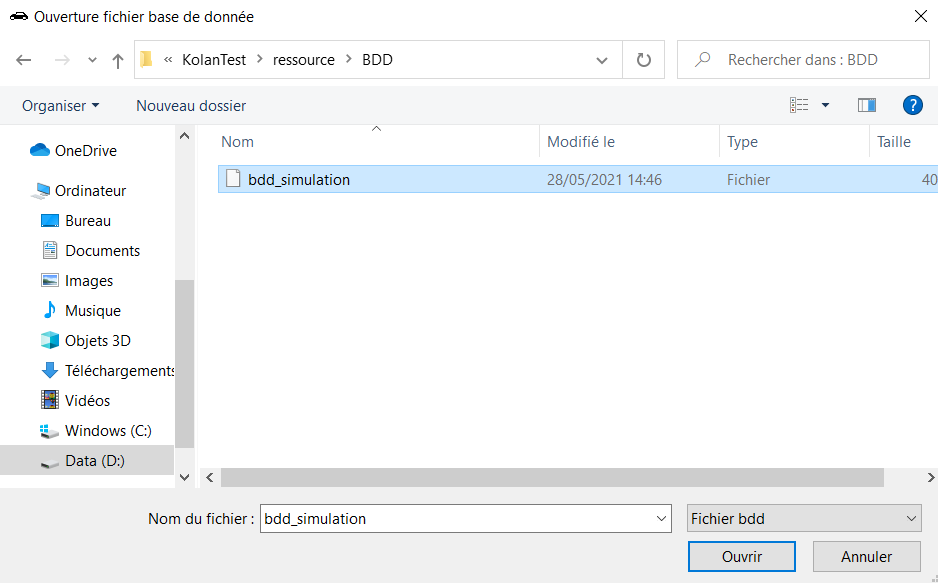 Ouverture fichier base de donnée
« KolanTest > ressource > BDD
Rechercher dans : BDD
Organiser
Nouveau dossier
?
Nom
Modifié le
Type
Taille
bdd_simulation
28/05/2021 14:46
Fichier
40
OneDrive
Ordinateur
Bureau
Documents
Images
Musique
Objets 3D
Téléchargements
Vidéos
Windows (C:)
Data (D:)
Nom du fichier :
bdd_simulation
Fichier bdd
Ouvrir
Annuler